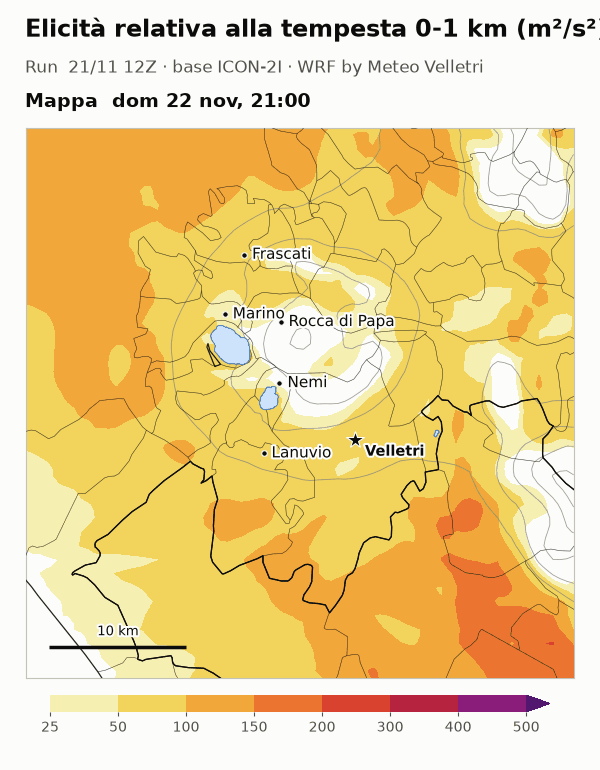 Elicità relativa alla tempesta 0-1 km (m²/s²)
Run 21/11 12Z · base ICON-2I · WRF by Meteo Velletri
Mappa dom 22 nov, 21:00
Frascati
Marino
Rocca di Papa
Nemi
Lanuvio
Velletri
10 km
25 50 100 150 200 300 400 500